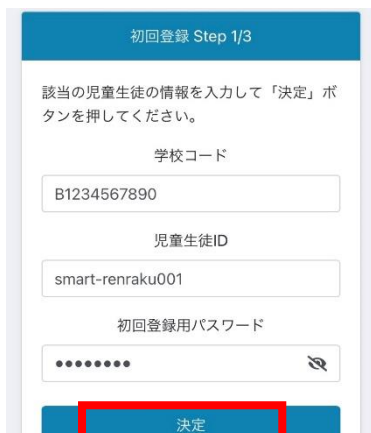 初回登録 Step 1/3
該当の児童生徒の情報を入力して「決定」ボ
タンを押してください。
学校コード
B1234567890
児童生徒ID
smart-renraku001
初回登録用パスワード
••••••••
決定